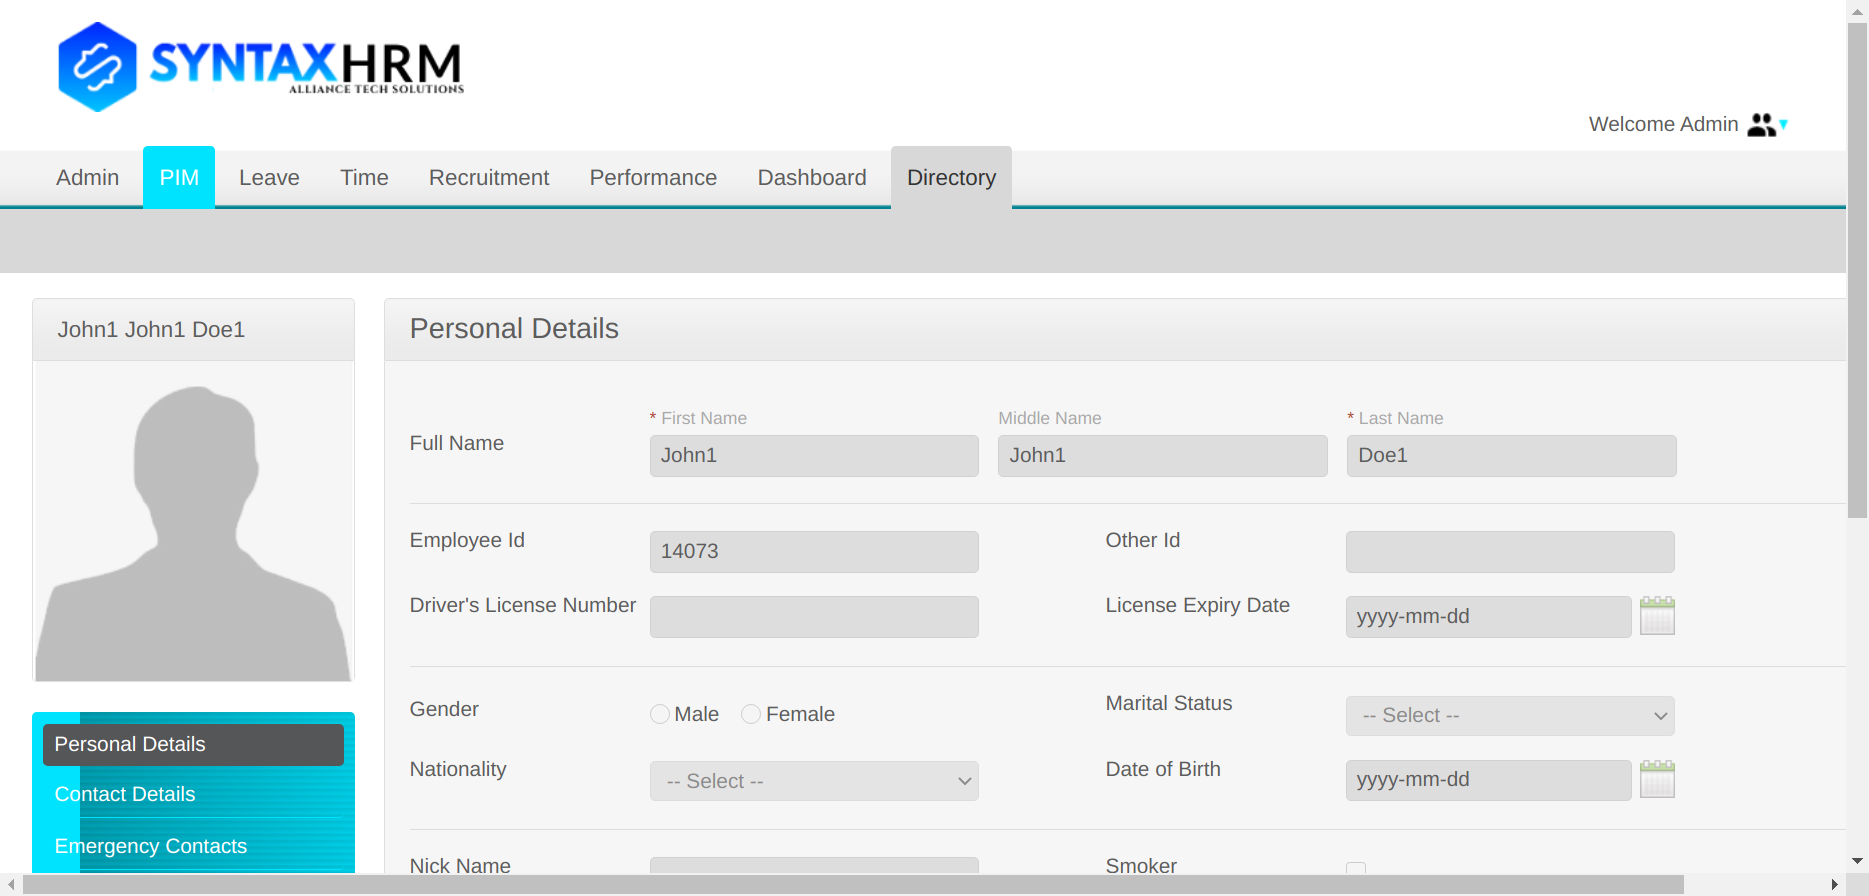 SYNTAXHRM
ALLIANCE TECH SOLUTIONS
Welcome Admin
Admin PIM Leave Time Recruitment Performance Dashboard Directory
John1 John1 Doe1
Personal Details
* First Name Middle Name * Last Name
Full Name John1 John1 Doe1
Employee Id 14073 Other Id
Driver's License Number License Expiry Date yyyy-mm-dd
Gender Male Female Marital Status -- Select --
Nationality -- Select -- Date of Birth yyyy-mm-dd
Nick Name Smoker
Personal Details
Contact Details
Emergency Contacts